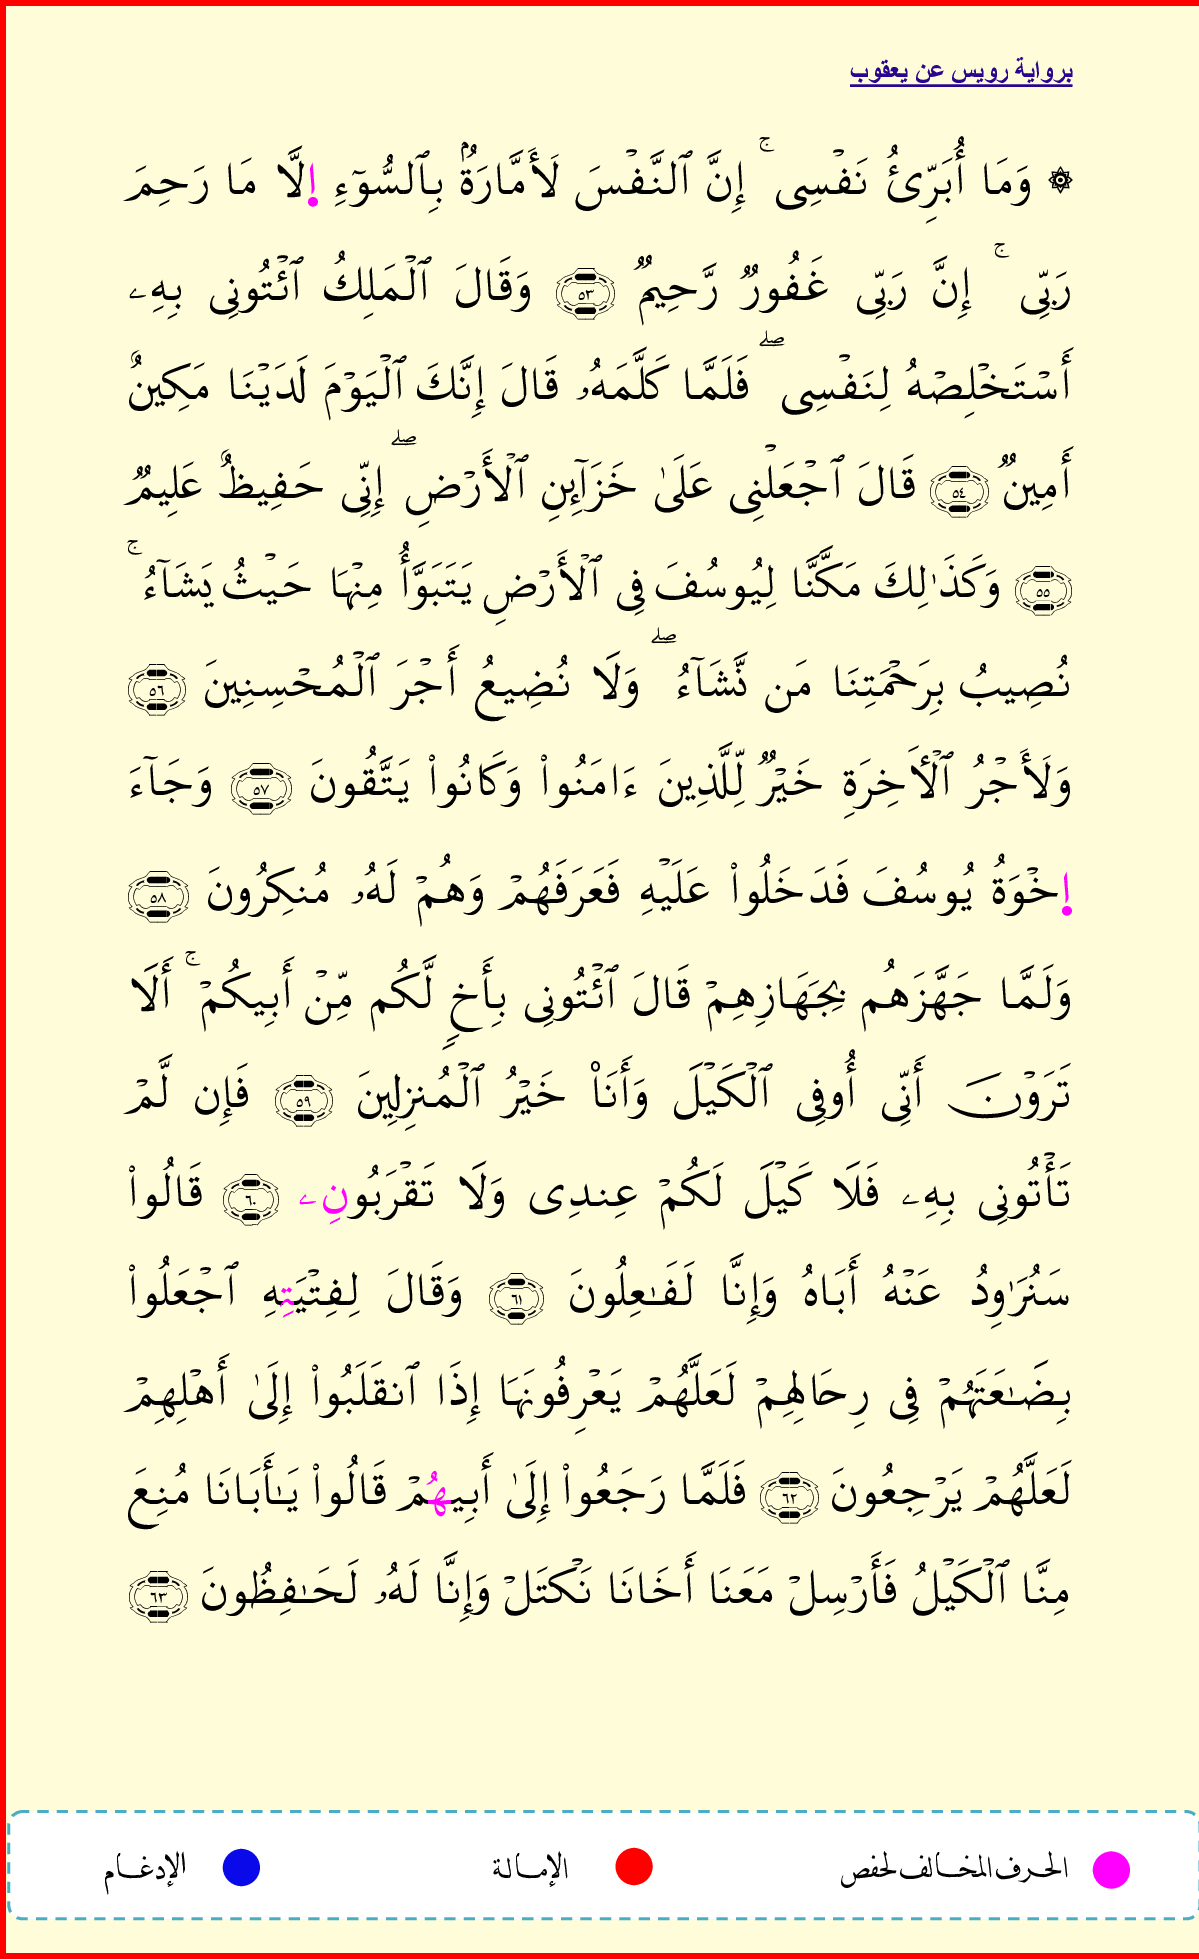 برواية رويس عن يعقوب
۞ وَمَا أُبَرِّئُ نَفْسِى ۚ إِنَّ ٱلنَّفْسَ لَأَمَّارَةٌۢ بِٱلسُّوٓءِ اِ۬لَّا مَا رَحِمَ
رَبِّى ۚ إِنَّ رَبِّى غَفُورٌ رَّحِيمٌ ۝٥٣ وَقَالَ ٱلْمَلِكُ ٱئْتُونِى بِهِۦ
أَسْتَخْلِصْهُ لِنَفْسِى ۖ فَلَمَّا كَلَّمَهُۥ قَالَ إِنَّكَ ٱلْيَوْمَ لَدَيْنَا مَكِينٌ
أَمِينٌ ۝٥٤ قَالَ ٱجْعَلْنِى عَلَىٰ خَزَآئِنِ ٱلْأَرْضِ ۖ إِنِّى حَفِيظٌ عَلِيمٌ
۝٥٥ وَكَذَٰلِكَ مَكَّنَّا لِيُوسُفَ فِى ٱلْأَرْضِ يَتَبَوَّأُ مِنْهَا حَيْثُ يَشَآءُ ۚ
نُصِيبُ بِرَحْمَتِنَا مَن نَّشَآءُ ۖ وَلَا نُضِيعُ أَجْرَ ٱلْمُحْسِنِينَ ۝٥٦
وَلَأَجْرُ ٱلْأَخِرَةِ خَيْرٌ لِّلَّذِينَ ءَامَنُوا۟ وَكَانُوا۟ يَتَّقُونَ ۝٥٧ وَجَآءَ
اِ۬خْوَةُ يُوسُفَ فَدَخَلُوا۟ عَلَيْهِ فَعَرَفَهُمْ وَهُمْ لَهُۥ مُنكِرُونَ ۝٥٨
وَلَمَّا جَهَّزَهُم بِجَهَازِهِمْ قَالَ ٱئْتُونِى بِأَخٍ لَّكُم مِّنْ أَبِيكُمْ ۚ أَلَا
تَرَوْنَ أَنِّى أُوفِى ٱلْكَيْلَ وَأَنَا۠ خَيْرُ ٱلْمُنزِلِينَ ۝٥٩ فَإِن لَّمْ
تَأْتُونِى بِهِۦ فَلَا كَيْلَ لَكُمْ عِندِى وَلَا تَقْرَبُونِۦ ۝٦٠ قَالُوا۟
سَنُرَٰوِدُ عَنْهُ أَبَاهُ وَإِنَّا لَفَـٰعِلُونَ ۝٦١ وَقَالَ لِفِتْيَتِهِ ٱجْعَلُوا۟
بِضَـٰعَتَهُمْ فِى رِحَالِهِمْ لَعَلَّهُمْ يَعْرِفُونَهَا إِذَا ٱنقَلَبُوا۟ إِلَىٰ أَهْلِهِمْ
لَعَلَّهُمْ يَرْجِعُونَ ۝٦٢ فَلَمَّا رَجَعُوا۟ إِلَىٰ أَبِيهُمْ قَالُوا۟ يَـٰأَبَانَا مُنِعَ
مِنَّا ٱلْكَيْلُ فَأَرْسِلْ مَعَنَا أَخَانَا نَكْتَلْ وَإِنَّا لَهُۥ لَحَـٰفِظُونَ ۝٦٣
الحرف المخالف لحفص الإمالة الإدغام